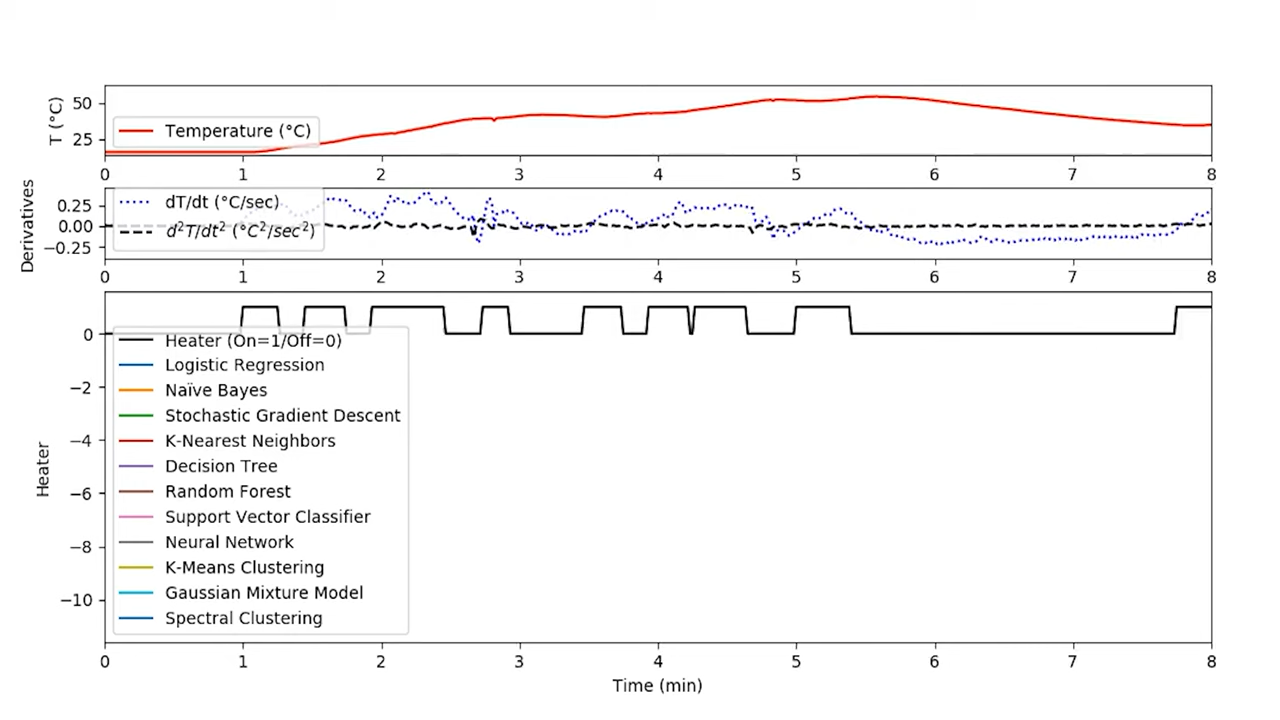 T (°C)
50
25
Temperature (°C)
0 1 2 3 4 5 6 7 8
Derivatives
0.25
0.00
−0.25
dT/dt (°C/sec)
d²T/dt² (°C²/sec²)
0 1 2 3 4 5 6 7 8
Heater
0
−2
−4
−6
−8
−10
Heater (On=1/Off=0)
Logistic Regression
Naïve Bayes
Stochastic Gradient Descent
K-Nearest Neighbors
Decision Tree
Random Forest
Support Vector Classifier
Neural Network
K-Means Clustering
Gaussian Mixture Model
Spectral Clustering
0 1 2 3 4 5 6 7 8
Time (min)